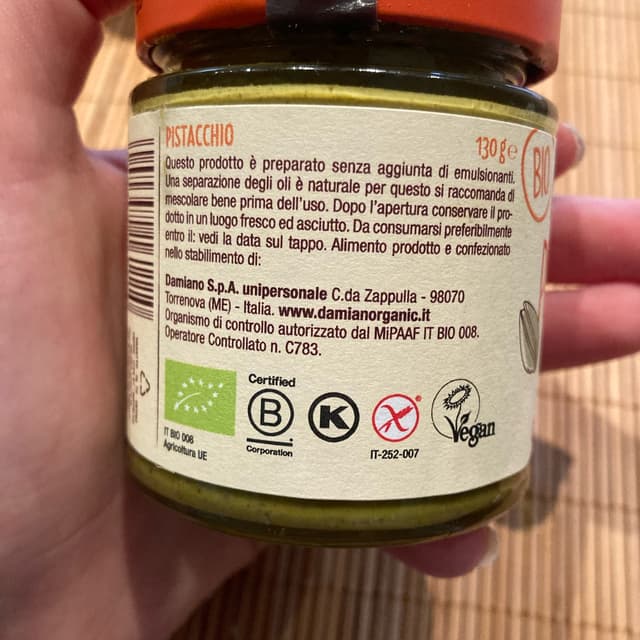 PISTACCHIO
130 g e
BIO
Questo prodotto è preparato senza aggiunta di emulsionanti.
Una separazione degli oli è naturale per questo si raccomanda di
mescolare bene prima dell'uso. Dopo l'apertura conservare il pro-
dotto in un luogo fresco ed asciutto. Da consumarsi preferibilmente
entro il: vedi la data sul tappo. Alimento prodotto e confezionato
nello stabilimento di:
Damiano S.p.A. unipersonale C.da Zappulla - 98070
Torrenova (ME) - Italia. www.damianorganic.it
Organismo di controllo autorizzato dal MiPAAF IT BIO 008.
Operatore Controllato n. C783.
Certified
B
Corporation
K
Vegan
IT-252-007
IT BIO 008
Agricoltura UE